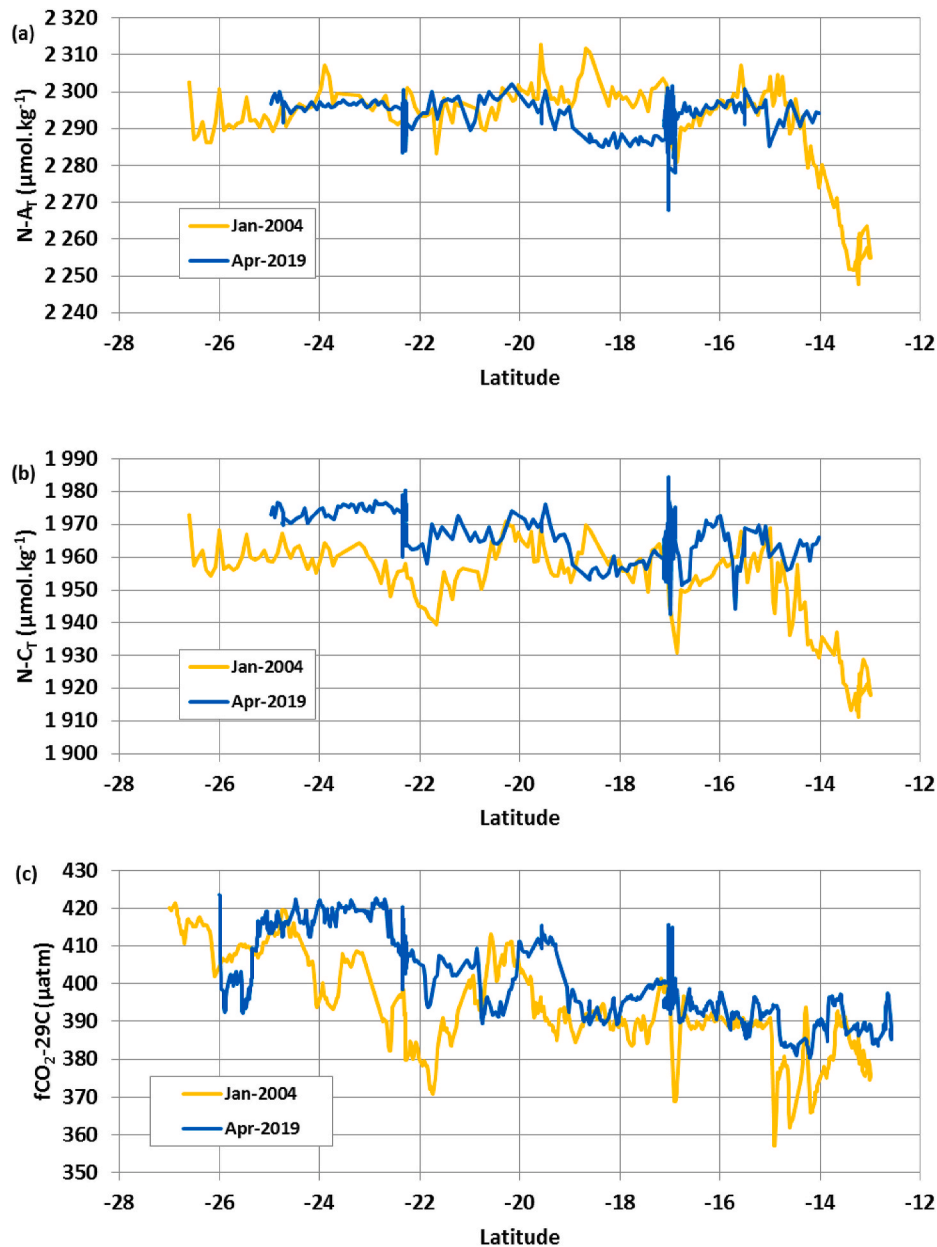 (a)
N-A_T (µmol.kg⁻¹)
2 320
2 310
2 300
2 290
2 280
2 270
2 260
2 250
2 240
Jan-2004
Apr-2019
-28 -26 -24 -22 -20 -18 -16 -14 -12
Latitude
(b)
N-C_T (µmol.kg⁻¹)
1 990
1 980
1 970
1 960
1 950
1 940
1 930
1 920
1 910
1 900
Jan-2004
Apr-2019
-28 -26 -24 -22 -20 -18 -16 -14 -12
Latitude
(c)
fCO₂-29C (µatm)
430
420
410
400
390
380
370
360
350
Jan-2004
Apr-2019
-28 -26 -24 -22 -20 -18 -16 -14 -12
Latitude